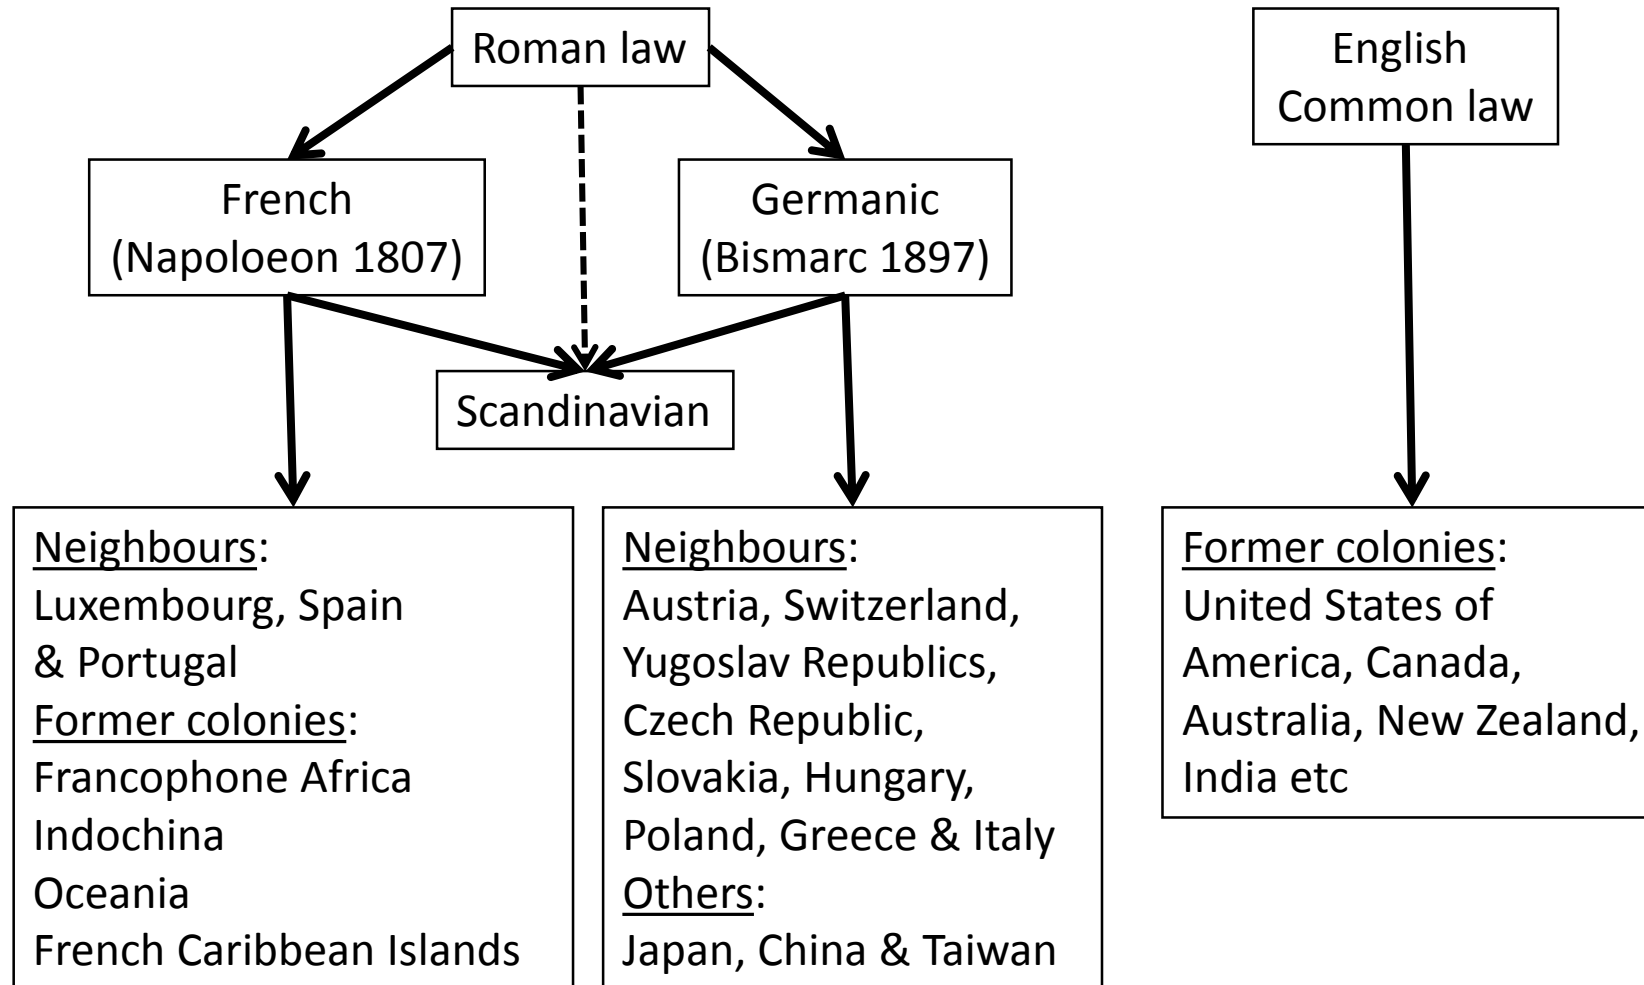 Roman law
English
Common law
French
(Napoloeon 1807)
Germanic
(Bismarc 1897)
Scandinavian
Neighbours:
Luxembourg, Spain
& Portugal
Former colonies:
Francophone Africa
Indochina
Oceania
French Caribbean Islands
Neighbours:
Austria, Switzerland,
Yugoslav Republics,
Czech Republic,
Slovakia, Hungary,
Poland, Greece & Italy
Others:
Japan, China & Taiwan
Former colonies:
United States of
America, Canada,
Australia, New Zealand,
India etc